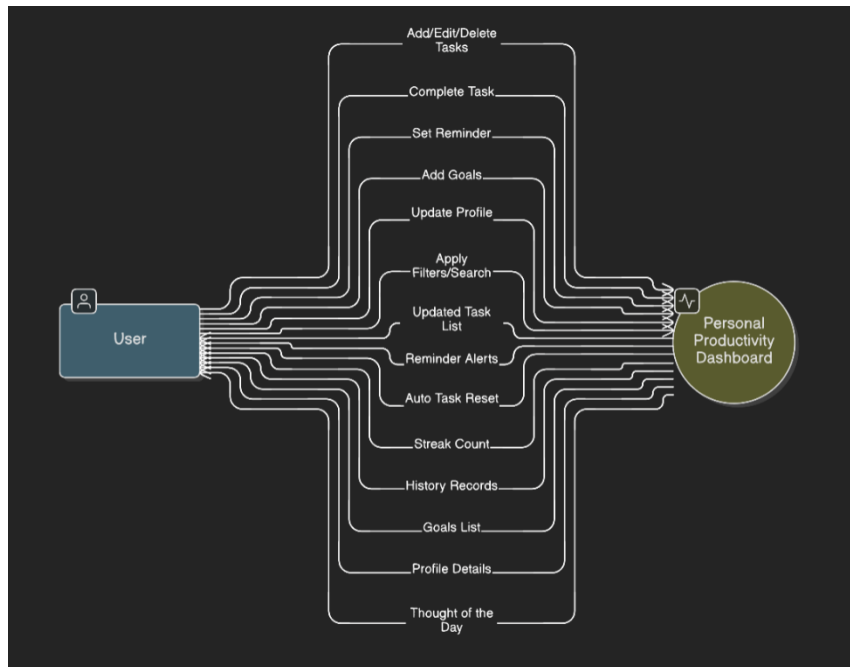 Add/Edit/Delete
Tasks
Complete Task
Set Reminder
Add Goals
Update Profile
Apply
Filters/Search
Updated Task
List
User
Personal
Productivity
Dashboard
Reminder Alerts
Auto Task Reset
Streak Count
History Records
Goals List
Profile Details
Thought of the
Day